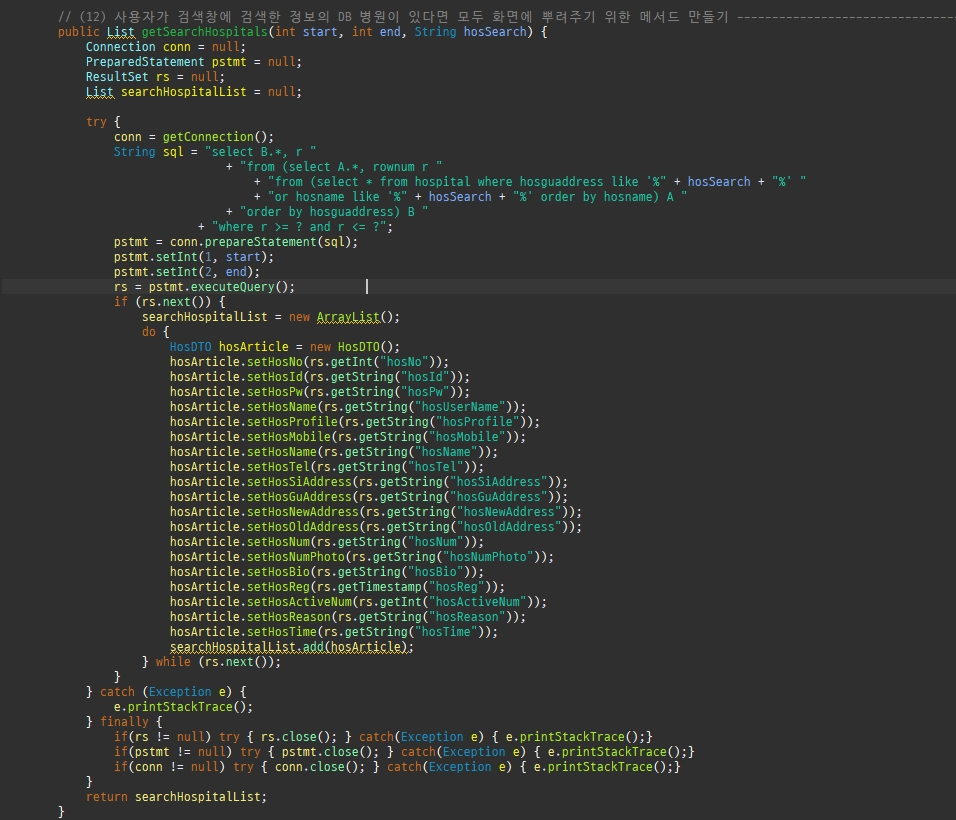 // (12) 사용자가 검색창에 검색한 정보의 DB 병원이 있다면 모두 화면에 뿌려주기 위한 메서드 만들기 -------------------------------
public List getSearchHospitals(int start, int end, String hosSearch) {
Connection conn = null;
PreparedStatement pstmt = null;
ResultSet rs = null;
List searchHospitalList = null;
try {
conn = getConnection();
String sql = "select B.*, r "
+ "from (select A.*, rownum r "
+ "from (select * from hospital where hosguaddress like '%" + hosSearch + "%' "
+ "or hosname like '%" + hosSearch + "%' order by hosname) A "
+ "order by hosguaddress) B "
+ "where r >= ? and r <= ?";
pstmt = conn.prepareStatement(sql);
pstmt.setInt(1, start);
pstmt.setInt(2, end);
rs = pstmt.executeQuery();
if (rs.next()) {
searchHospitalList = new ArrayList();
do {
HosDTO hosArticle = new HosDTO();
hosArticle.setHosNo(rs.getInt("hosNo"));
hosArticle.setHosId(rs.getString("hosId"));
hosArticle.setHosPw(rs.getString("hosPw"));
hosArticle.setHosName(rs.getString("hosUserName"));
hosArticle.setHosProfile(rs.getString("hosProfile"));
hosArticle.setHosMobile(rs.getString("hosMobile"));
hosArticle.setHosName(rs.getString("hosName"));
hosArticle.setHosTel(rs.getString("hosTel"));
hosArticle.setHosSiAddress(rs.getString("hosSiAddress"));
hosArticle.setHosGuAddress(rs.getString("hosGuAddress"));
hosArticle.setHosNewAddress(rs.getString("hosNewAddress"));
hosArticle.setHosOldAddress(rs.getString("hosOldAddress"));
hosArticle.setHosNum(rs.getString("hosNum"));
hosArticle.setHosNumPhoto(rs.getString("hosNumPhoto"));
hosArticle.setHosBio(rs.getString("hosBio"));
hosArticle.setHosReg(rs.getTimestamp("hosReg"));
hosArticle.setHosActiveNum(rs.getInt("hosActiveNum"));
hosArticle.setHosReason(rs.getString("hosReason"));
hosArticle.setHosTime(rs.getString("hosTime"));
searchHospitalList.add(hosArticle);
} while (rs.next());
}
} catch (Exception e) {
e.printStackTrace();
} finally {
if(rs != null) try { rs.close(); } catch(Exception e) { e.printStackTrace();}
if(pstmt != null) try { pstmt.close(); } catch(Exception e) { e.printStackTrace();}
if(conn != null) try { conn.close(); } catch(Exception e) { e.printStackTrace();}
}
return searchHospitalList;
}